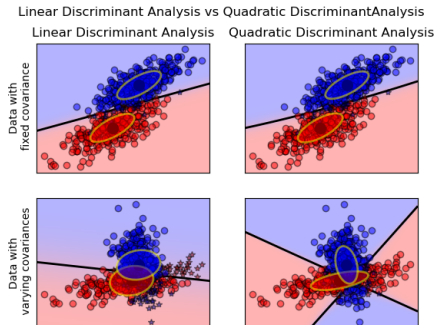 Linear Discriminant Analysis vs Quadratic DiscriminantAnalysis
Linear Discriminant Analysis
Quadratic Discriminant Analysis
Data with
fixed covariance
Data with
varying covariances